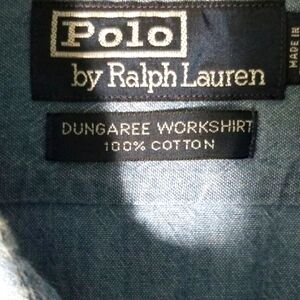 Polo
by Ralph Lauren
MADE IN
DUNGAREE WORKSHIRT
100% COTTON